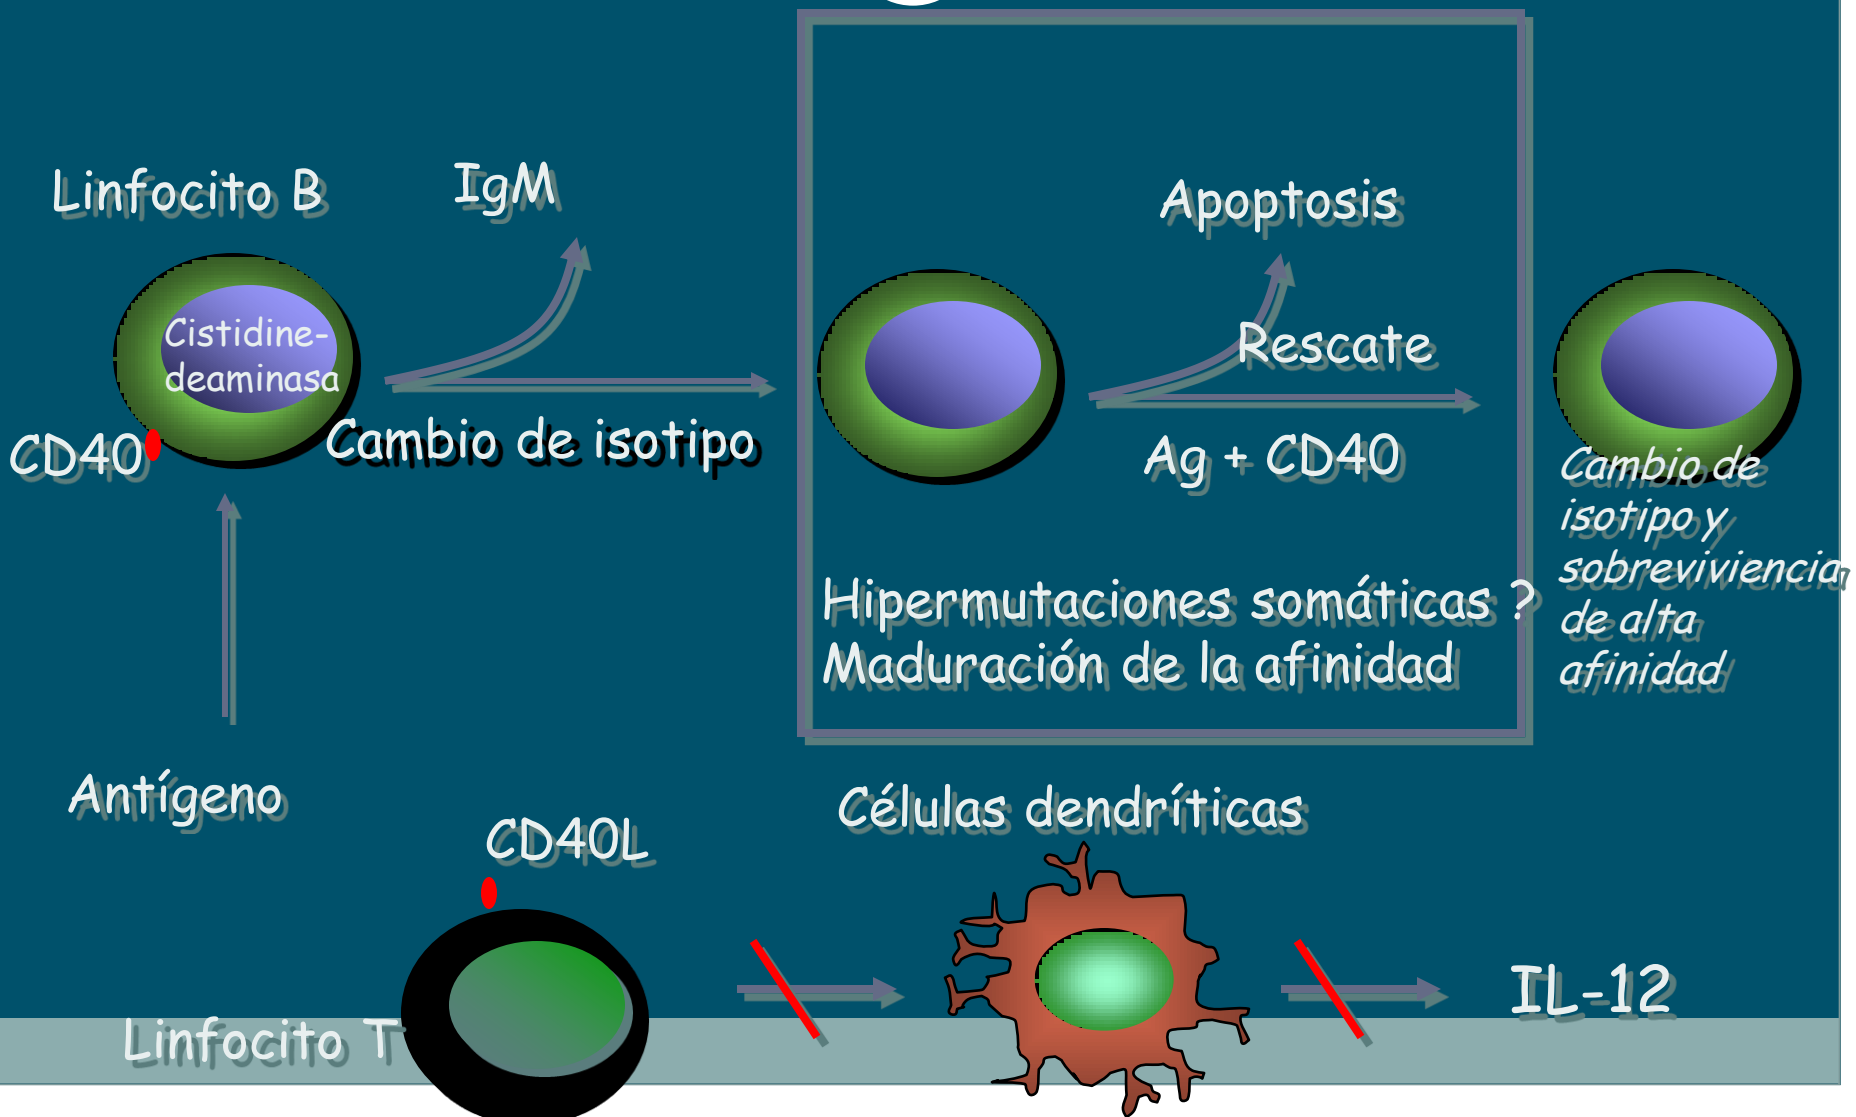 Linfocito B
IgM
Apoptosis
Cistidine-
deaminasa
Rescate
CD40
Cambio de isotipo
Ag + CD40
Cambio de
isotipo y
sobreviviencia
de alta
afinidad
Hipermutaciones somáticas ?
Maduración de la afinidad
Antígeno
CD40L
Células dendríticas
IL-12
Linfocito T